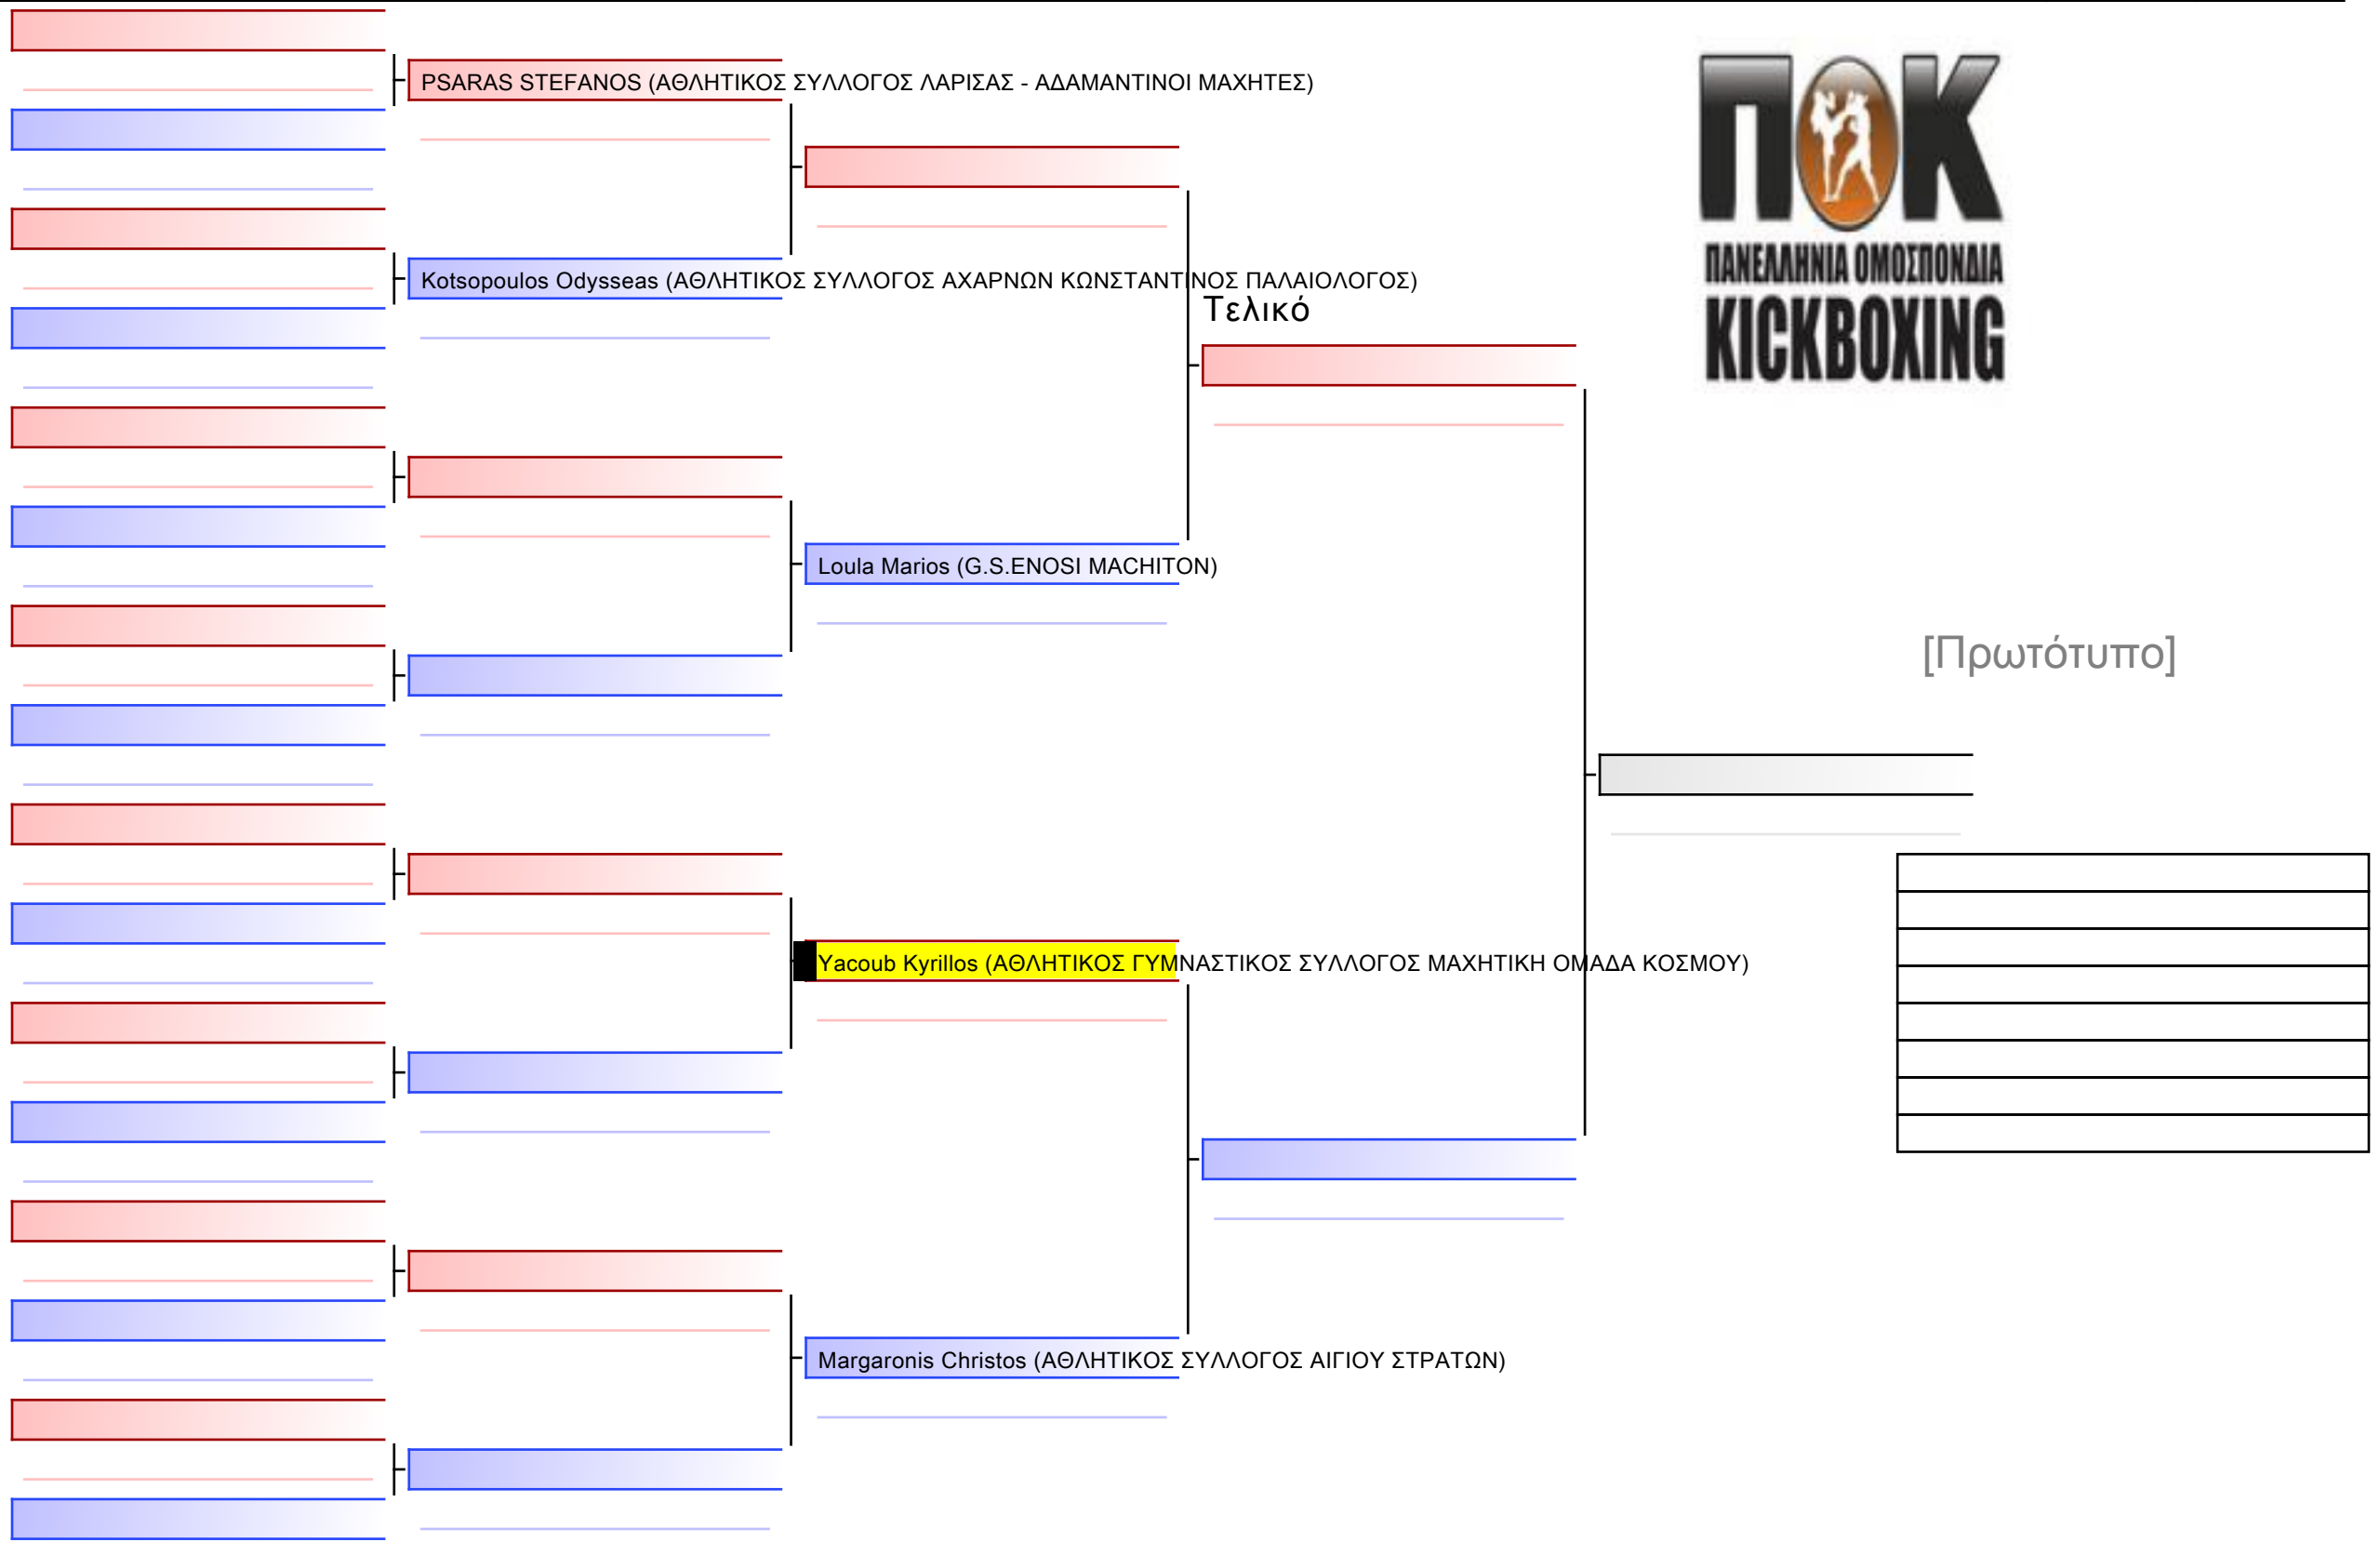 PSARAS STEFANOS (ΑΘΛΗΤΙΚΟΣ ΣΥΛΛΟΓΟΣ ΛΑΡΙΣΑΣ - ΑΔΑΜΑΝΤΙΝΟΙ ΜΑΧΗΤΕΣ)
ΠΟΚ
ΠΑΝΕΛΛΗΝΙΑ ΟΜΟΣΠΟΝΔΙΑ
KICKBOXING
Kotsopoulos Odysseas (ΑΘΛΗΤΙΚΟΣ ΣΥΛΛΟΓΟΣ ΑΧΑΡΝΩΝ ΚΩΝΣΤΑΝΤΙΝΟΣ ΠΑΛΑΙΟΛΟΓΟΣ)
Τελικό
Loula Marios (G.S.ENOSI MACHITON)
[Πρωτότυπο]
Yacoub Kyrillos (ΑΘΛΗΤΙΚΟΣ ΓΥΜΝΑΣΤΙΚΟΣ ΣΥΛΛΟΓΟΣ ΜΑΧΗΤΙΚΗ ΟΜΑΔΑ ΚΟΣΜΟΥ)
Margaronis Christos (ΑΘΛΗΤΙΚΟΣ ΣΥΛΛΟΓΟΣ ΑΙΓΙΟΥ ΣΤΡΑΤΩΝ)